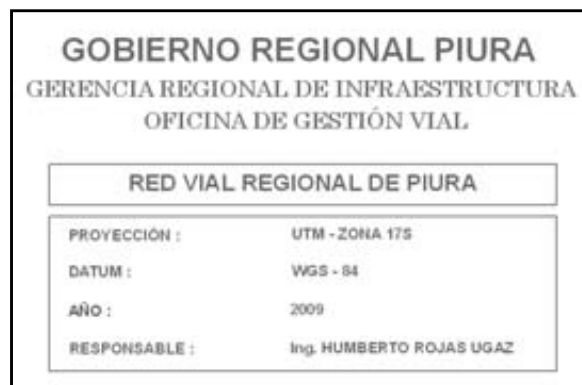 GOBIERNO REGIONAL PIURA
GERENCIA REGIONAL DE INFRAESTRUCTURA
OFICINA DE GESTIÓN VIAL
RED VIAL REGIONAL DE PIURA
PROYECCIÓN : UTM - ZONA 17S
DATUM : WGS - 84
AÑO : 2009
RESPONSABLE : Ing. HUMBERTO ROJAS UGAZ